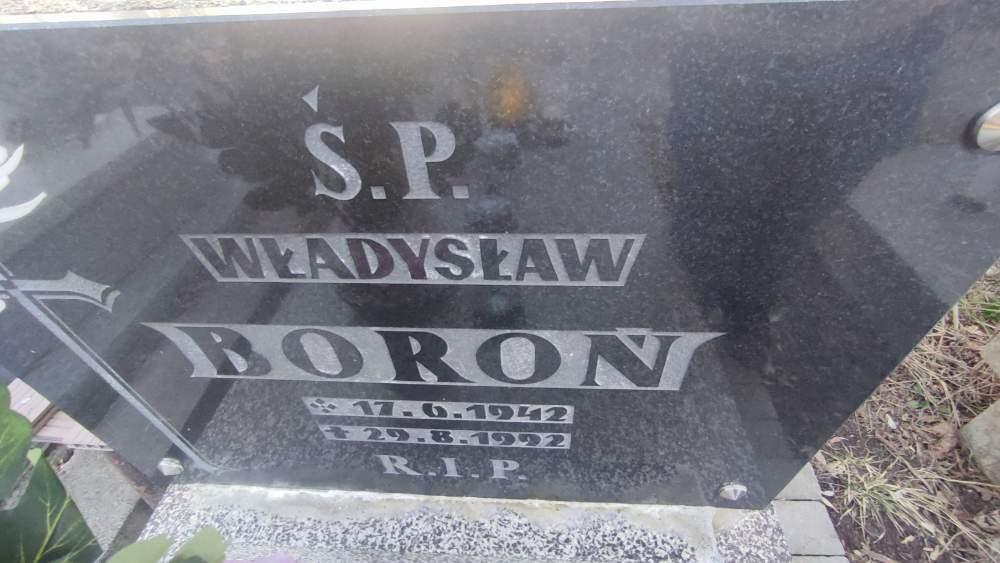 Ś.P.
WŁADYSŁAW
BOROŃ
17.6.1942
✝ 29.8.1992
R.I.P.